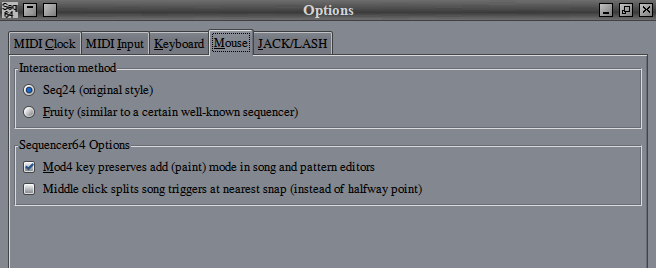 Seq 64
Options
MIDI Clock MIDI Input Keyboard Mouse JACK/LASH
Interaction method
Seq24 (original style)
Fruity (similar to a certain well-known sequencer)
Sequencer64 Options
Mod4 key preserves add (paint) mode in song and pattern editors
Middle click splits song triggers at nearest snap (instead of halfway point)